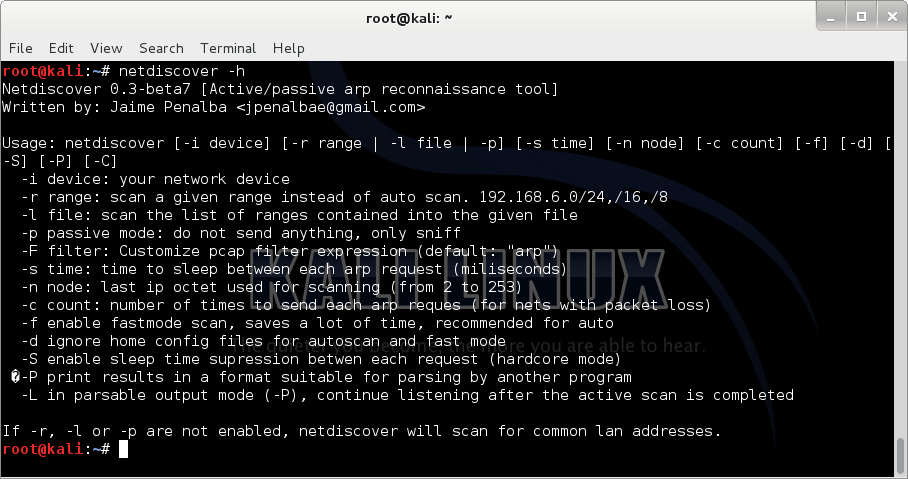 root@kali: ~
File Edit View Search Terminal Help
root@kali:~# netdiscover -h
Netdiscover 0.3-beta7 [Active/passive arp reconnaissance tool]
Written by: Jaime Penalba <jpenalbae@gmail.com>
Usage: netdiscover [-i device] [-r range | -l file | -p] [-s time] [-n node] [-c count] [-f] [-d] [
-S] [-P] [-C]
-i device: your network device
-r range: scan a given range instead of auto scan. 192.168.6.0/24,/16,/8
-l file: scan the list of ranges contained into the given file
-p passive mode: do not send anything, only sniff
-F filter: Customize pcap filter expression (default: "arp")
-s time: time to sleep between each arp request (miliseconds)
-n node: last ip octet used for scanning (from 2 to 253)
-c count: number of times to send each arp reques (for nets with packet loss)
-f enable fastmode scan, saves a lot of time, recommended for auto
-d ignore home config files for autoscan and fast mode
-S enable sleep time supression betwen each request (hardcore mode)
�-P print results in a format suitable for parsing by another program
-L in parsable output mode (-P), continue listening after the active scan is completed
If -r, -l or -p are not enabled, netdiscover will scan for common lan addresses.
root@kali:~#
KALI LINUX
The quieter you become, the more you are able to hear.